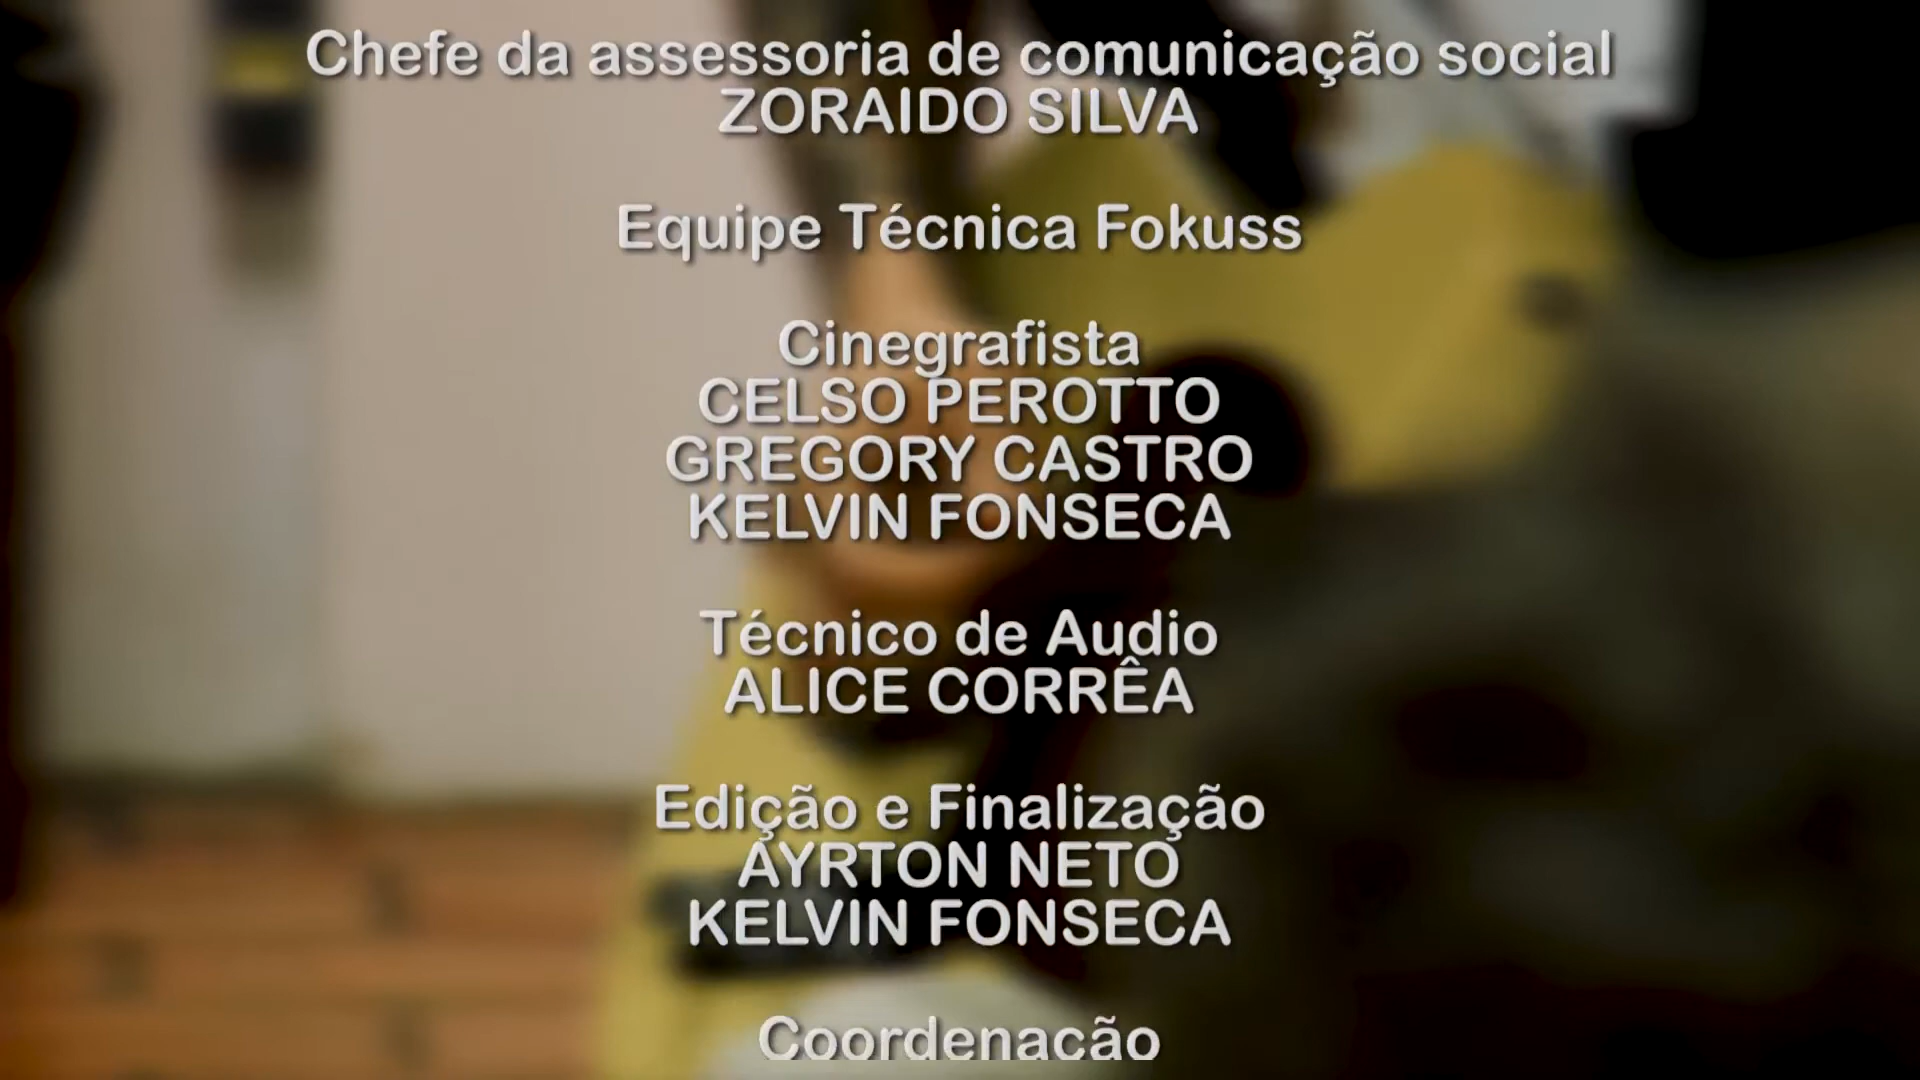 Chefe da assessoria de comunicação social
ZORAIDO SILVA
Equipe Técnica Fokuss
Cinegrafista
CELSO PEROTTO
GREGORY CASTRO
KELVIN FONSECA
Técnico de Audio
ALICE CORRÊA
Edição e Finalização
AYRTON NETO
KELVIN FONSECA
Coordenação